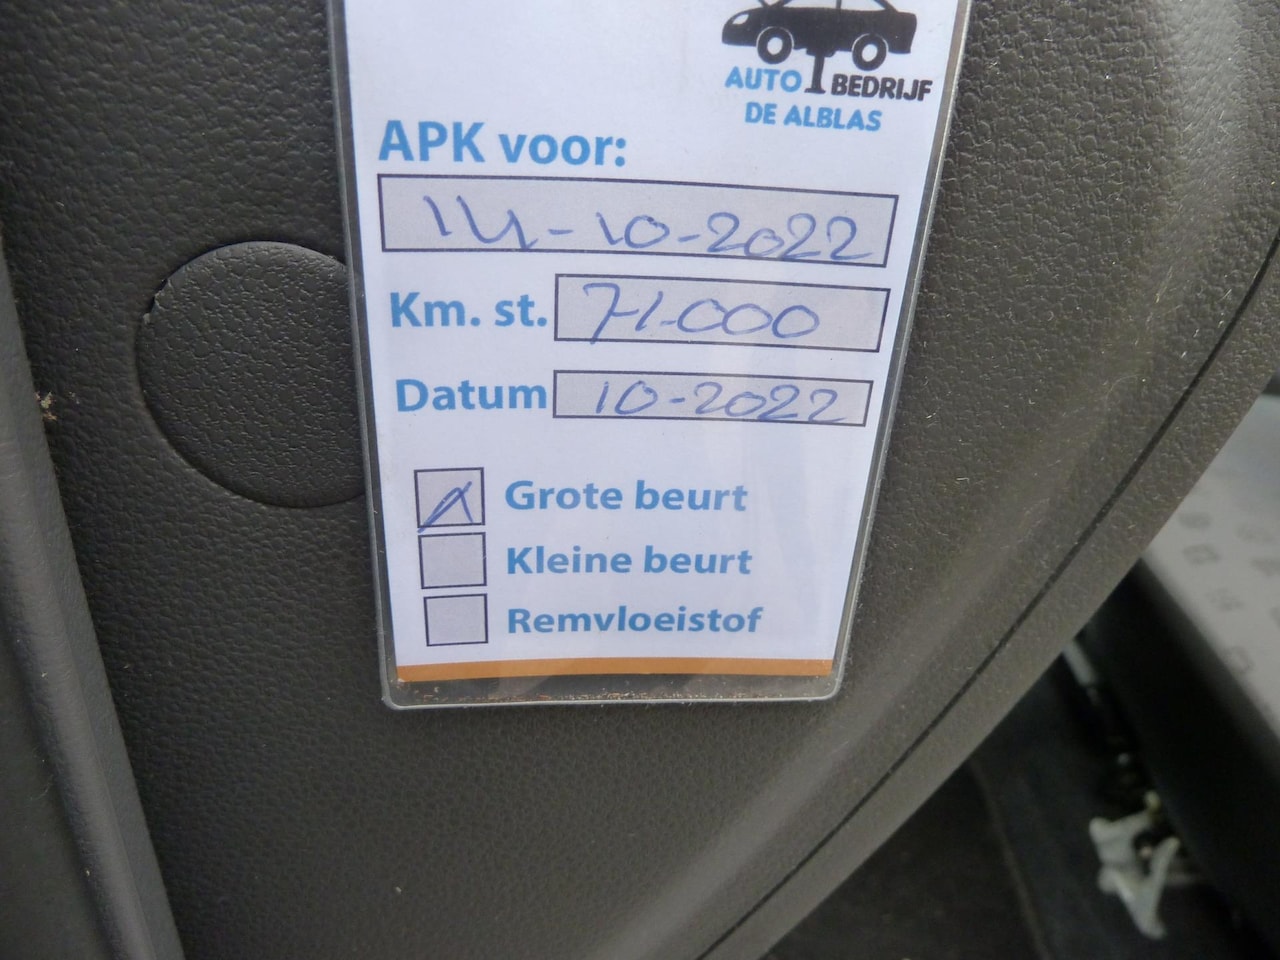 AUTO BEDRIJF
DE ALBLAS
APK voor:
14-10-2022
Km. st. 71.000
Datum 10-2022
Grote beurt
Kleine beurt
Remvloeistof